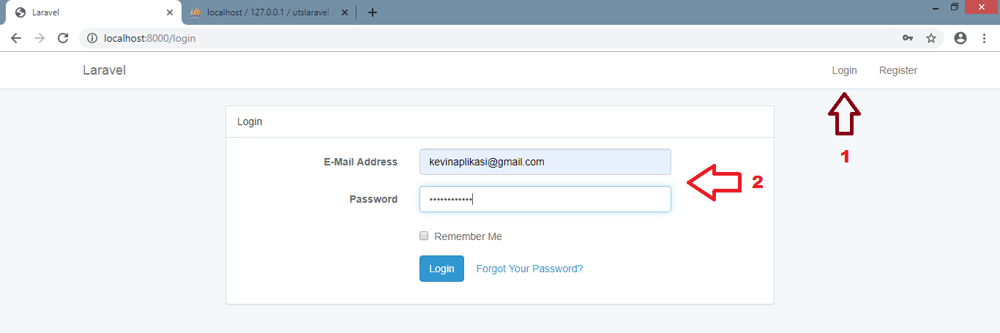 Laravel
localhost / 127.0.0.1 / utslaravel /
localhost:8000/login
Laravel
Login Register
1
Login
E-Mail Address kevinaplikasi@gmail.com
2
Password ••••••••••••
Remember Me
Login Forgot Your Password?